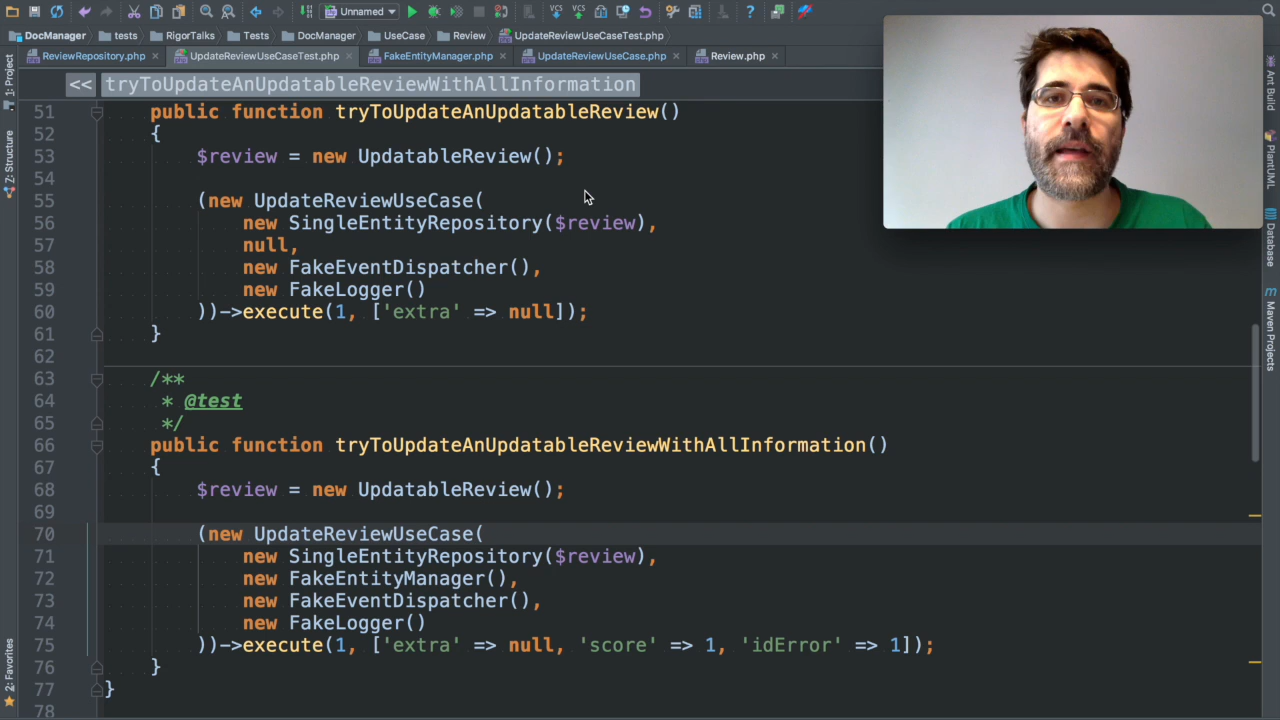 Unnamed
VCS VCS
DocManager tests RigorTalks Tests DocManager UseCase Review UpdateReviewUseCaseTest.php
ReviewRepository.php UpdateReviewUseCaseTest.php FakeEntityManager.php UpdateReviewUseCase.php Review.php
<< tryToUpdateAnUpdatableReviewWithAllInformation
51 public function tryToUpdateAnUpdatableReview()
52 {
53 $review = new UpdatableReview();
54
55 (new UpdateReviewUseCase(
56 new SingleEntityRepository($review),
57 null,
58 new FakeEventDispatcher(),
59 new FakeLogger()
60 ))->execute(1, ['extra' => null]);
61 }
62
63 /**
64 * @test
65 */
66 public function tryToUpdateAnUpdatableReviewWithAllInformation()
67 {
68 $review = new UpdatableReview();
69
70 (new UpdateReviewUseCase(
71 new SingleEntityRepository($review),
72 new FakeEntityManager(),
73 new FakeEventDispatcher(),
74 new FakeLogger()
75 ))->execute(1, ['extra' => null, 'score' => 1, 'idError' => 1]);
76 }
77 }
78
1: Project
Z: Structure
2: Favorites
Ant Build
PlantUML
Database
m Maven Projects